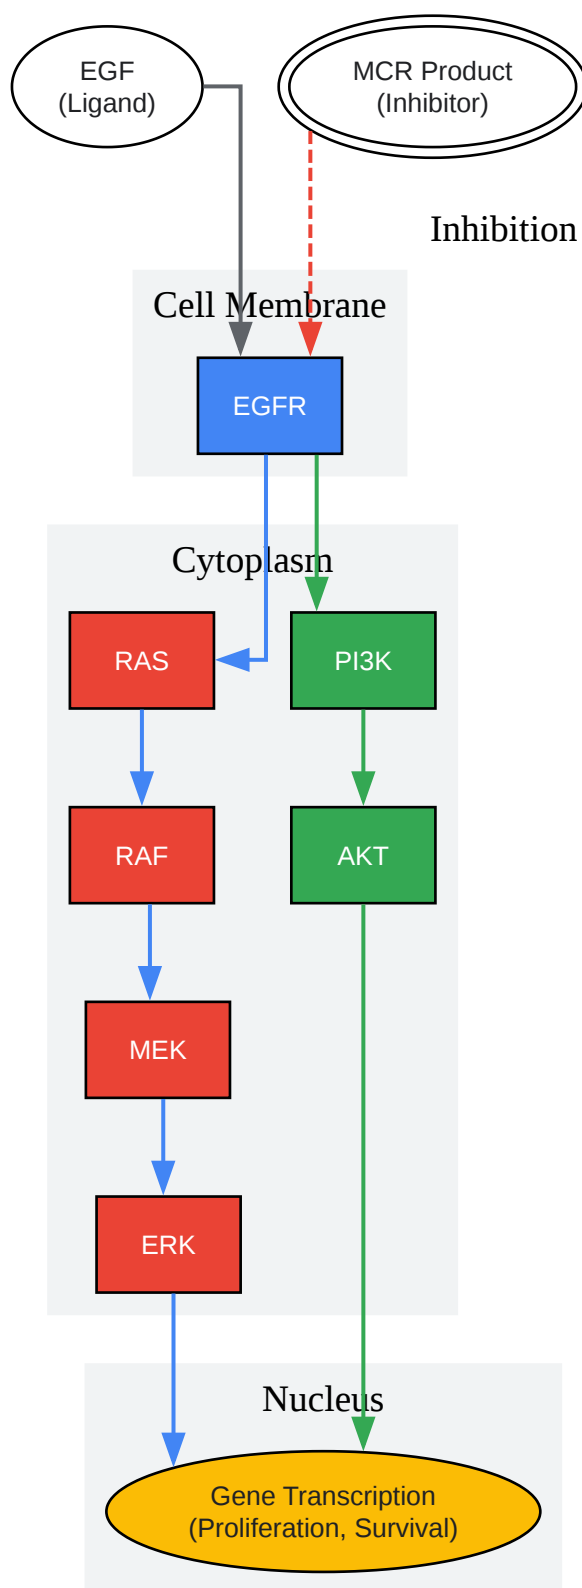 EGF
(Ligand)
MCR Product
(Inhibitor)
Inhibition
Cell Membrane
EGFR
Cytoplasm
RAS
PI3K
RAF
AKT
MEK
ERK
Nucleus
Gene Transcription
(Proliferation, Survival)